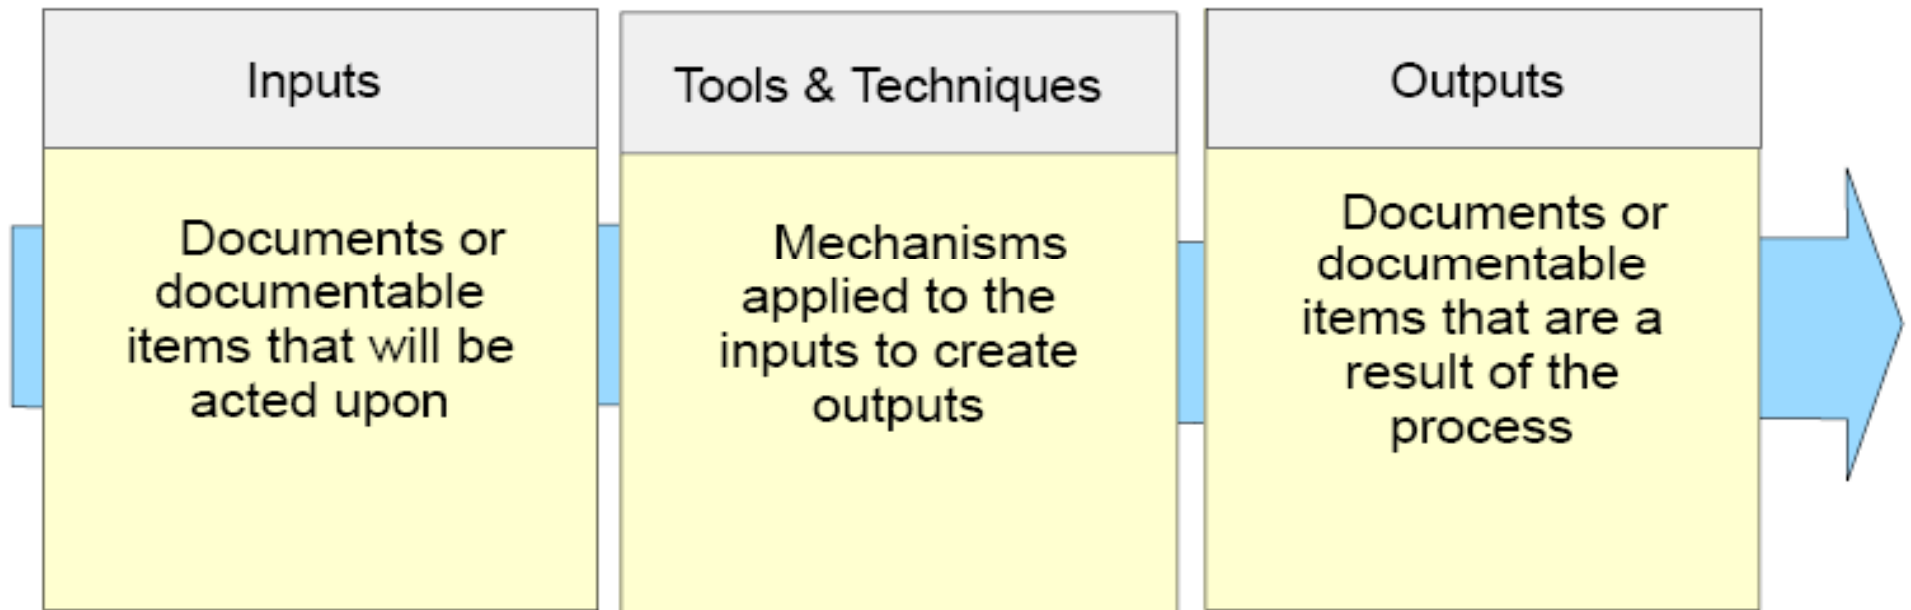 Inputs
Documents or
documentable
items that will be
acted upon
Tools & Techniques
Mechanisms
applied to the
inputs to create
outputs
Outputs
Documents or
documentable
items that are a
result of the
process